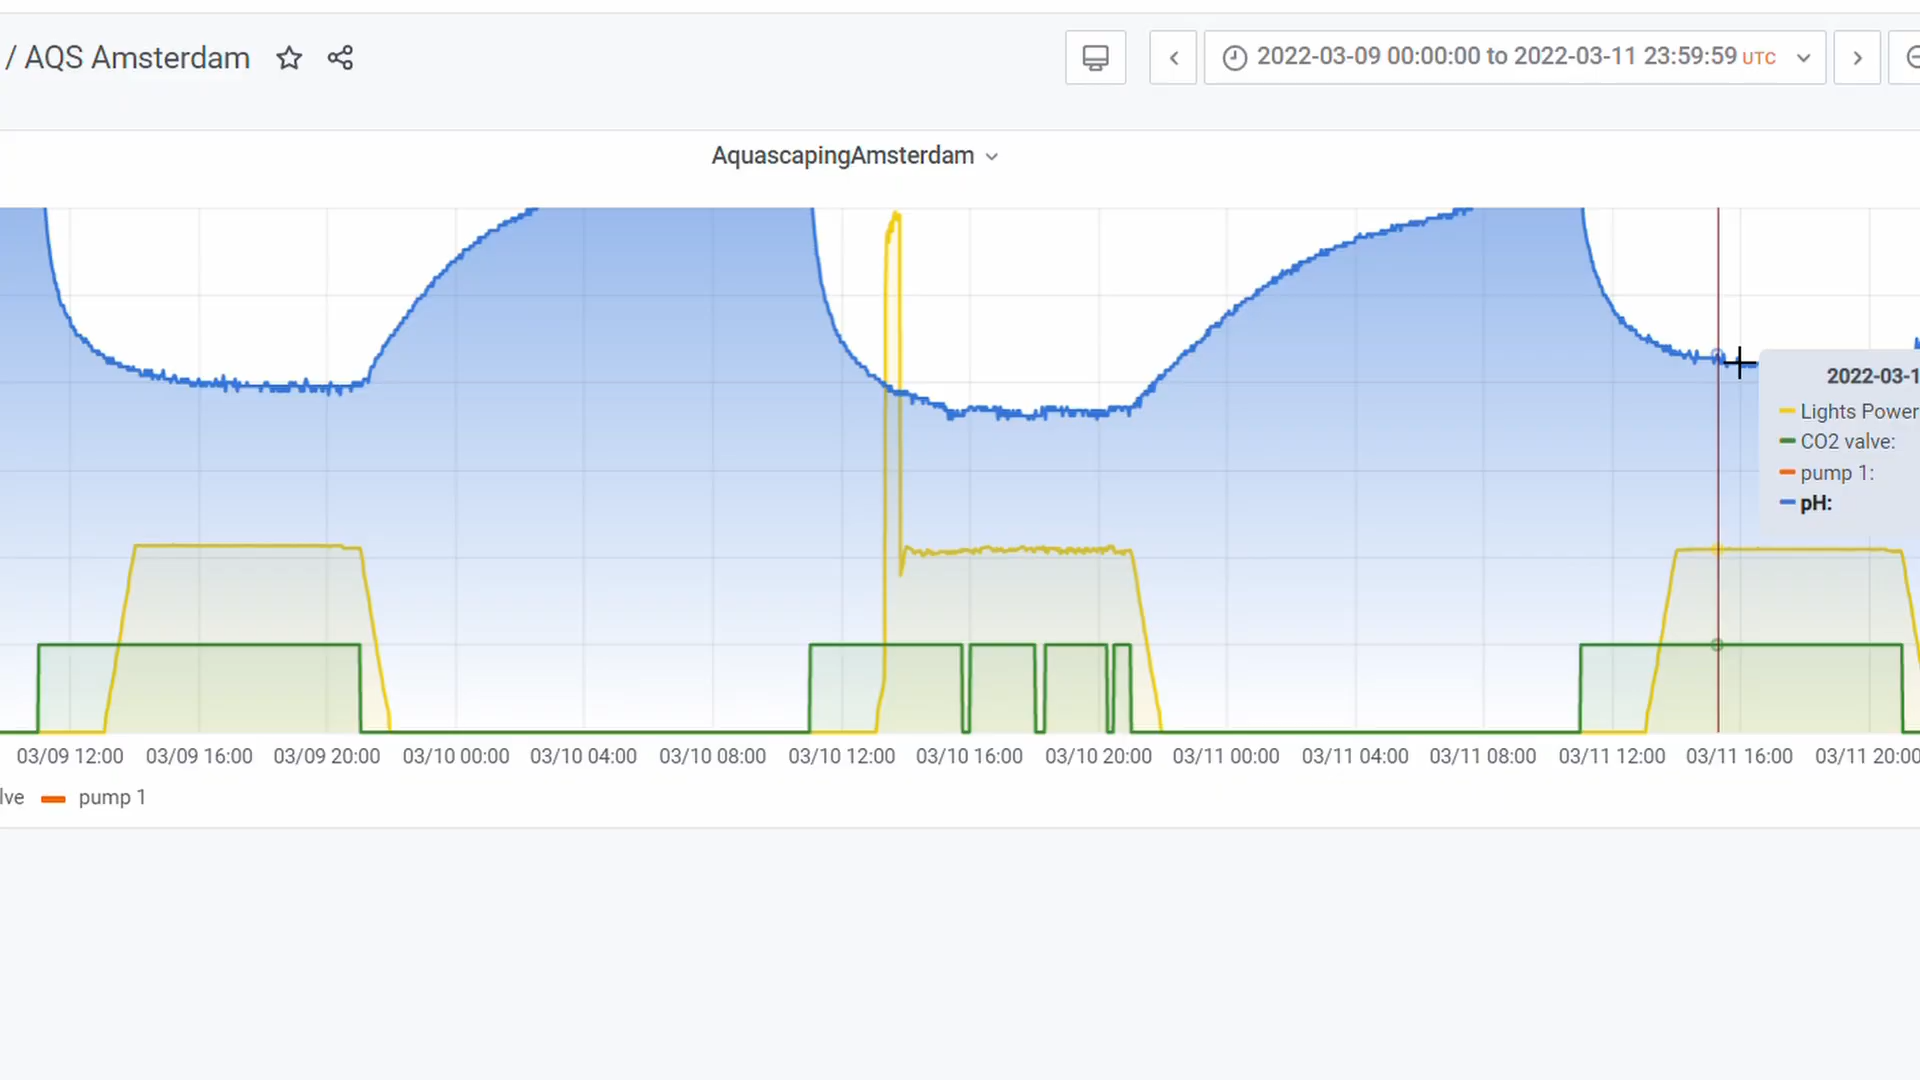 / AQS Amsterdam
2022-03-09 00:00:00 to 2022-03-11 23:59:59 UTC
AquascapingAmsterdam
2022-03-1
Lights Power
CO2 valve:
pump 1:
pH:
03/09 12:00 03/09 16:00 03/09 20:00 03/10 00:00 03/10 04:00 03/10 08:00 03/10 12:00 03/10 16:00 03/10 20:00 03/11 00:00 03/11 04:00 03/11 08:00 03/11 12:00 03/11 16:00 03/11 20:00
lve pump 1